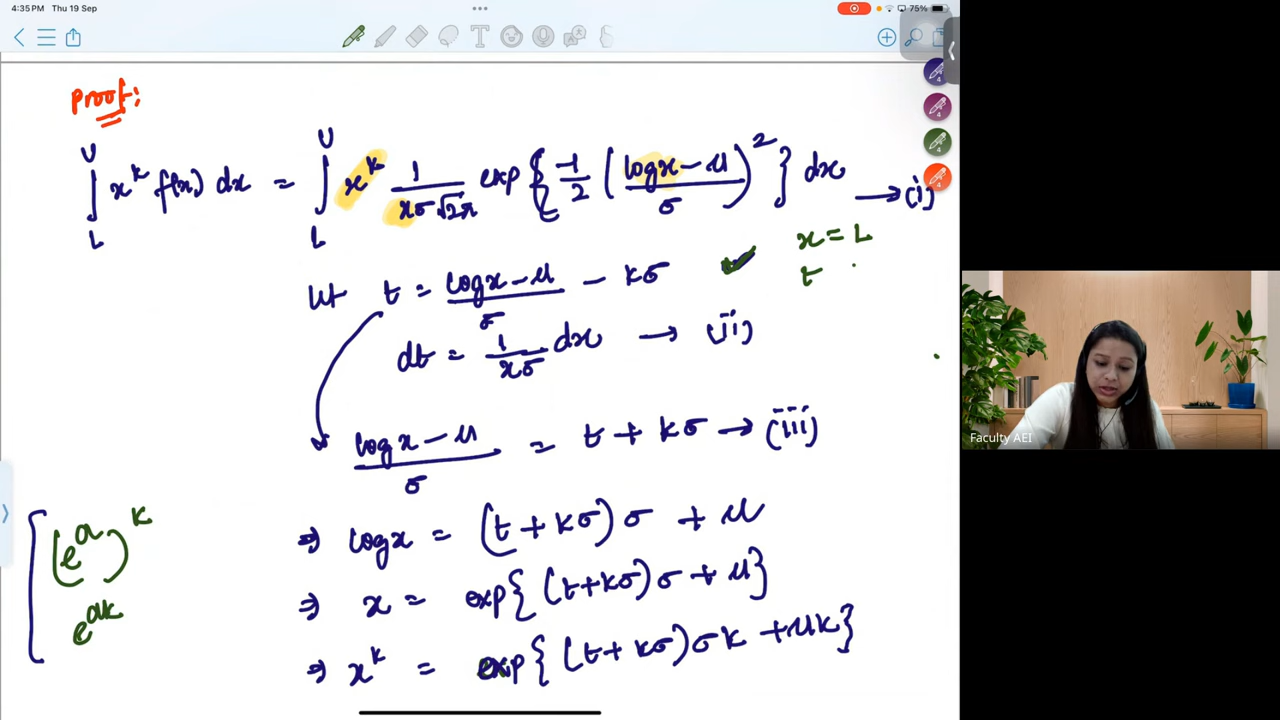 4:35 PM Thu 19 Sep
75%
Proof:
∫_L^U x^k f(x) dx = ∫_L^U x^k 1/(xσ√2π) exp{ -1/2 ( (log x - μ)/σ )^2 } dx → (i)
x = L
t
Let t = (log x - μ)/σ - kσ
dt = 1/(xσ) dx → (ii)
(log x - μ)/σ = t + kσ → (iii)
⇒ log x = (t + kσ) σ + μ
⇒ x = exp{ (t+kσ) σ + μ }
⇒ x^k = exp{ (t + kσ) σk + μk }
(e^a)^k
e^{ak}
Faculty AEI